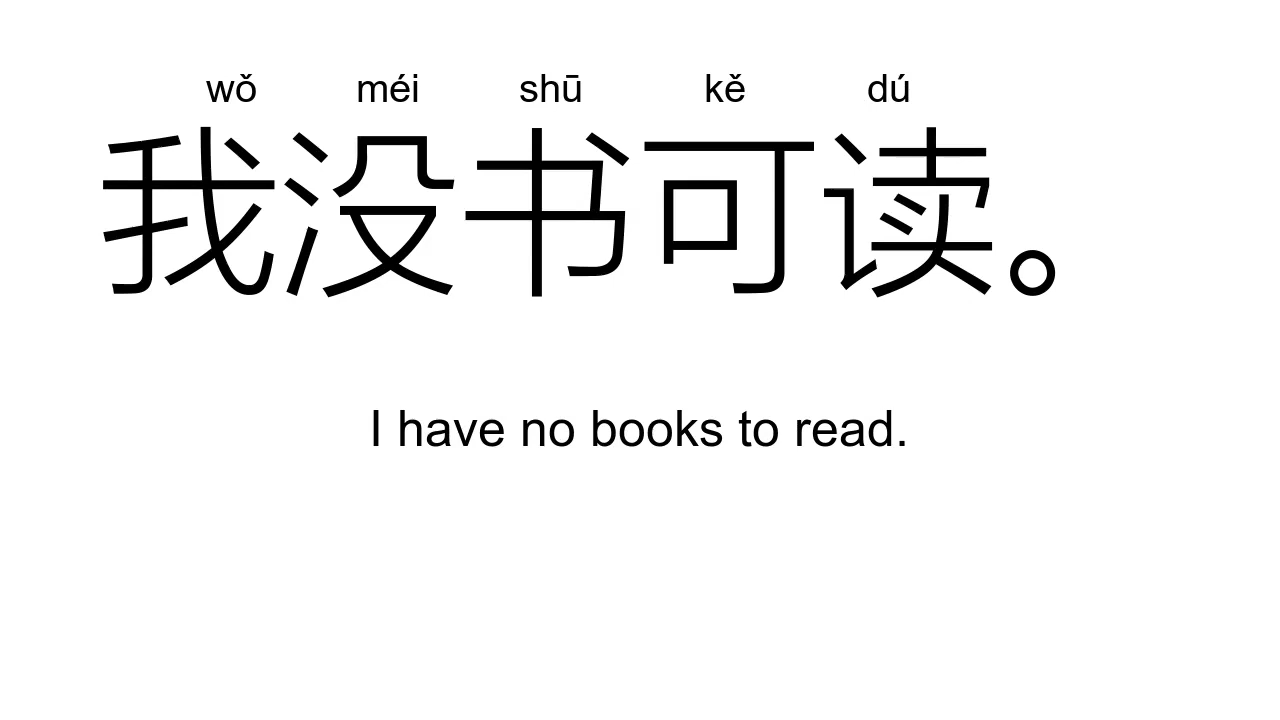 wǒ méi shū kě dú
我没书可读。
I have no books to read.